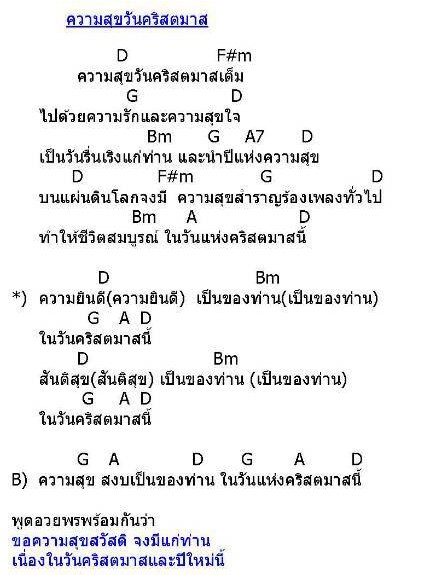 ความสุขวันคริสตมาส
D F#m
ความสุขวันคริสตมาสเต็ม
G D
ไปด้วยความรักและความสุขใจ
Bm G A7 D
เป็นวันรื่นเริงแก่ท่าน และนำปีแห่งความสุข
D F#m G D
บนแผ่นดินโลกจงมี ความสุขสำราญร้องเพลงทั่วไป
Bm A D
ทำให้ชีวิตสมบูรณ์ ในวันแห่งคริสตมาสนี้
D Bm
*) ความยินดี(ความยินดี) เป็นของท่าน(เป็นของท่าน)
G A D
ในวันคริสตมาสนี้
D Bm
สันติสุข(สันติสุข) เป็นของท่าน (เป็นของท่าน)
G A D
ในวันคริสตมาสนี้
G A D G A D
B) ความสุข สงบเป็นของท่าน ในวันแห่งคริสตมาสนี้
พูดอวยพรพร้อมกันว่า
ขอความสุขสวัสดิ จงมีแก่ท่าน
เนื่องในวันคริสตมาสและปีใหม่นี้